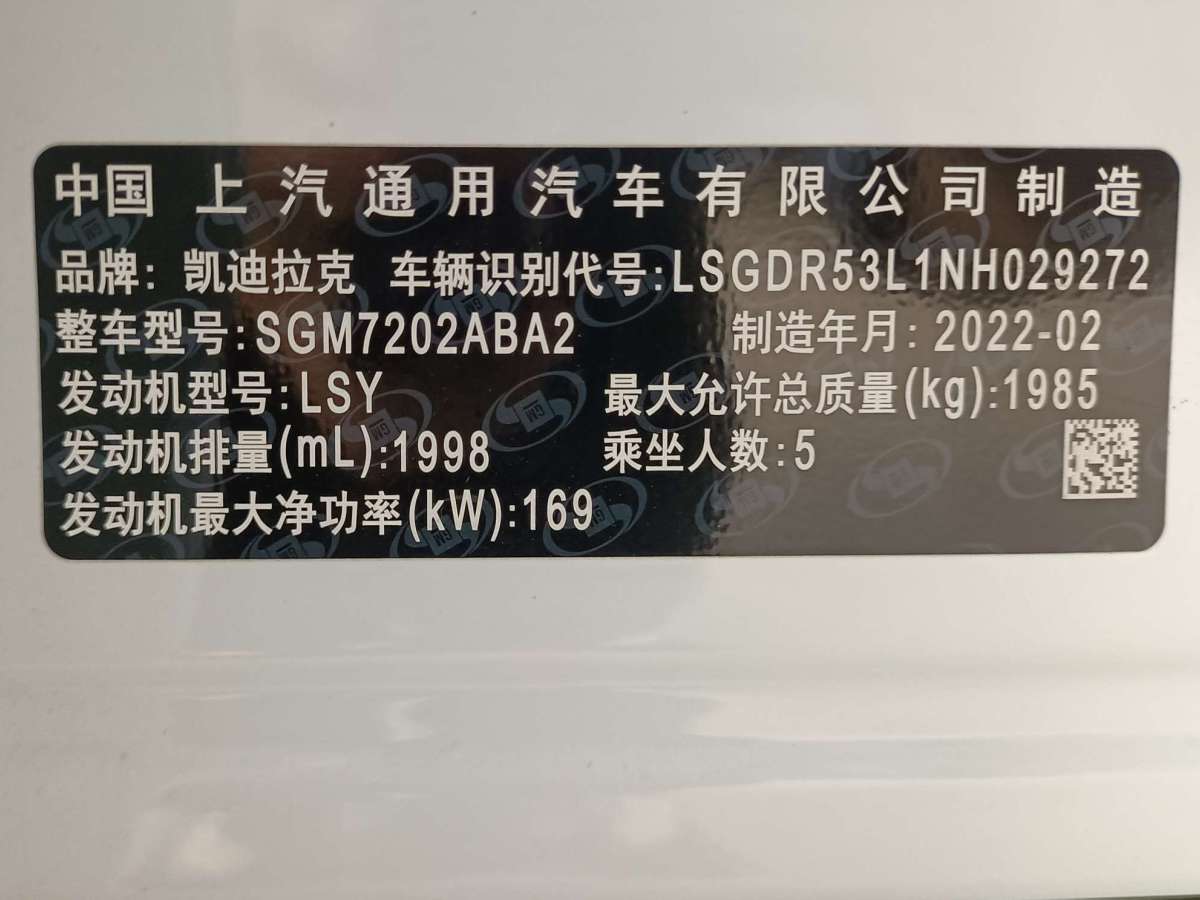 中国上汽通用汽车有限公司制造
品牌：凯迪拉克 车辆识别代号:LSGDR53L1NH029272
整车型号:SGM7202ABA2 制造年月：2022-02
发动机型号:LSY 最大允许总质量(kg):1985
发动机排量(mL):1998 乘坐人数:5
发动机最大净功率(kW):169